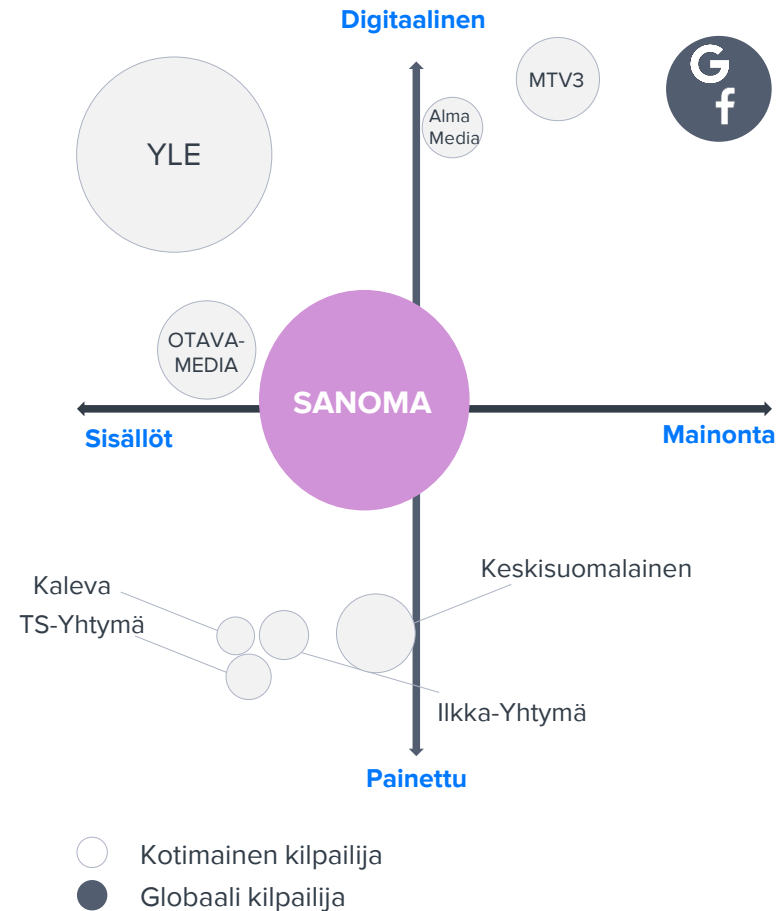 Digitaalinen
G
f
MTV3
Alma
Media
YLE
OTAVA-
MEDIA
SANOMA
Sisällöt
Mainonta
Keskisuomalainen
Kaleva
TS-Yhtymä
Ilkka-Yhtymä
Painettu
Kotimainen kilpailija
Globaali kilpailija